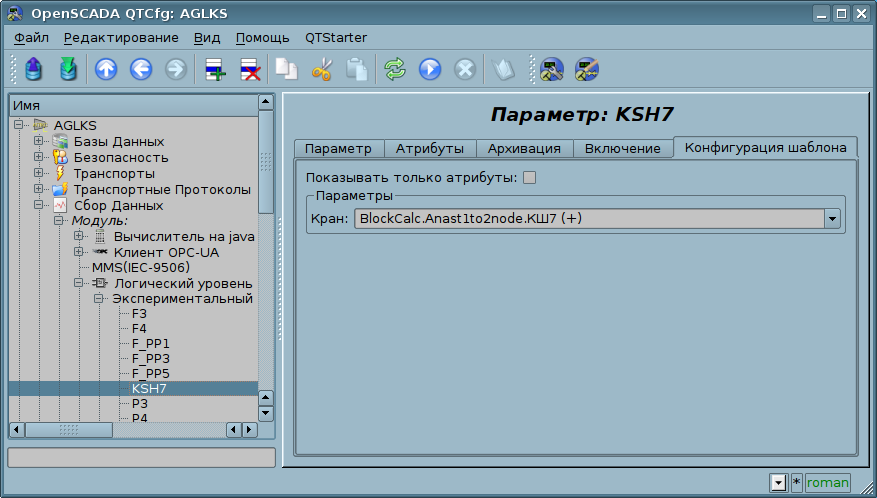 OpenSCADA QTCfg: AGLKS
Файл Редактирование Вид Помощь QTStarter
Имя
AGLKS
Базы Данных
Безопасность
Транспорты
Транспортные Протоколы
Сбор Данных
Модуль:
Вычислитель на java
Клиент OPC-UA
MMS(IEC-9506)
Логический уровень
Экспериментальный
F3
F4
F_PP1
F_PP3
F_PP5
KSH7
P3
P4
Параметр: KSH7
Параметр Атрибуты Архивация Включение Конфигурация шаблона
Показывать только атрибуты:
Параметры
Кран: BlockCalc.Anast1to2node.КШ7 (+)
* roman